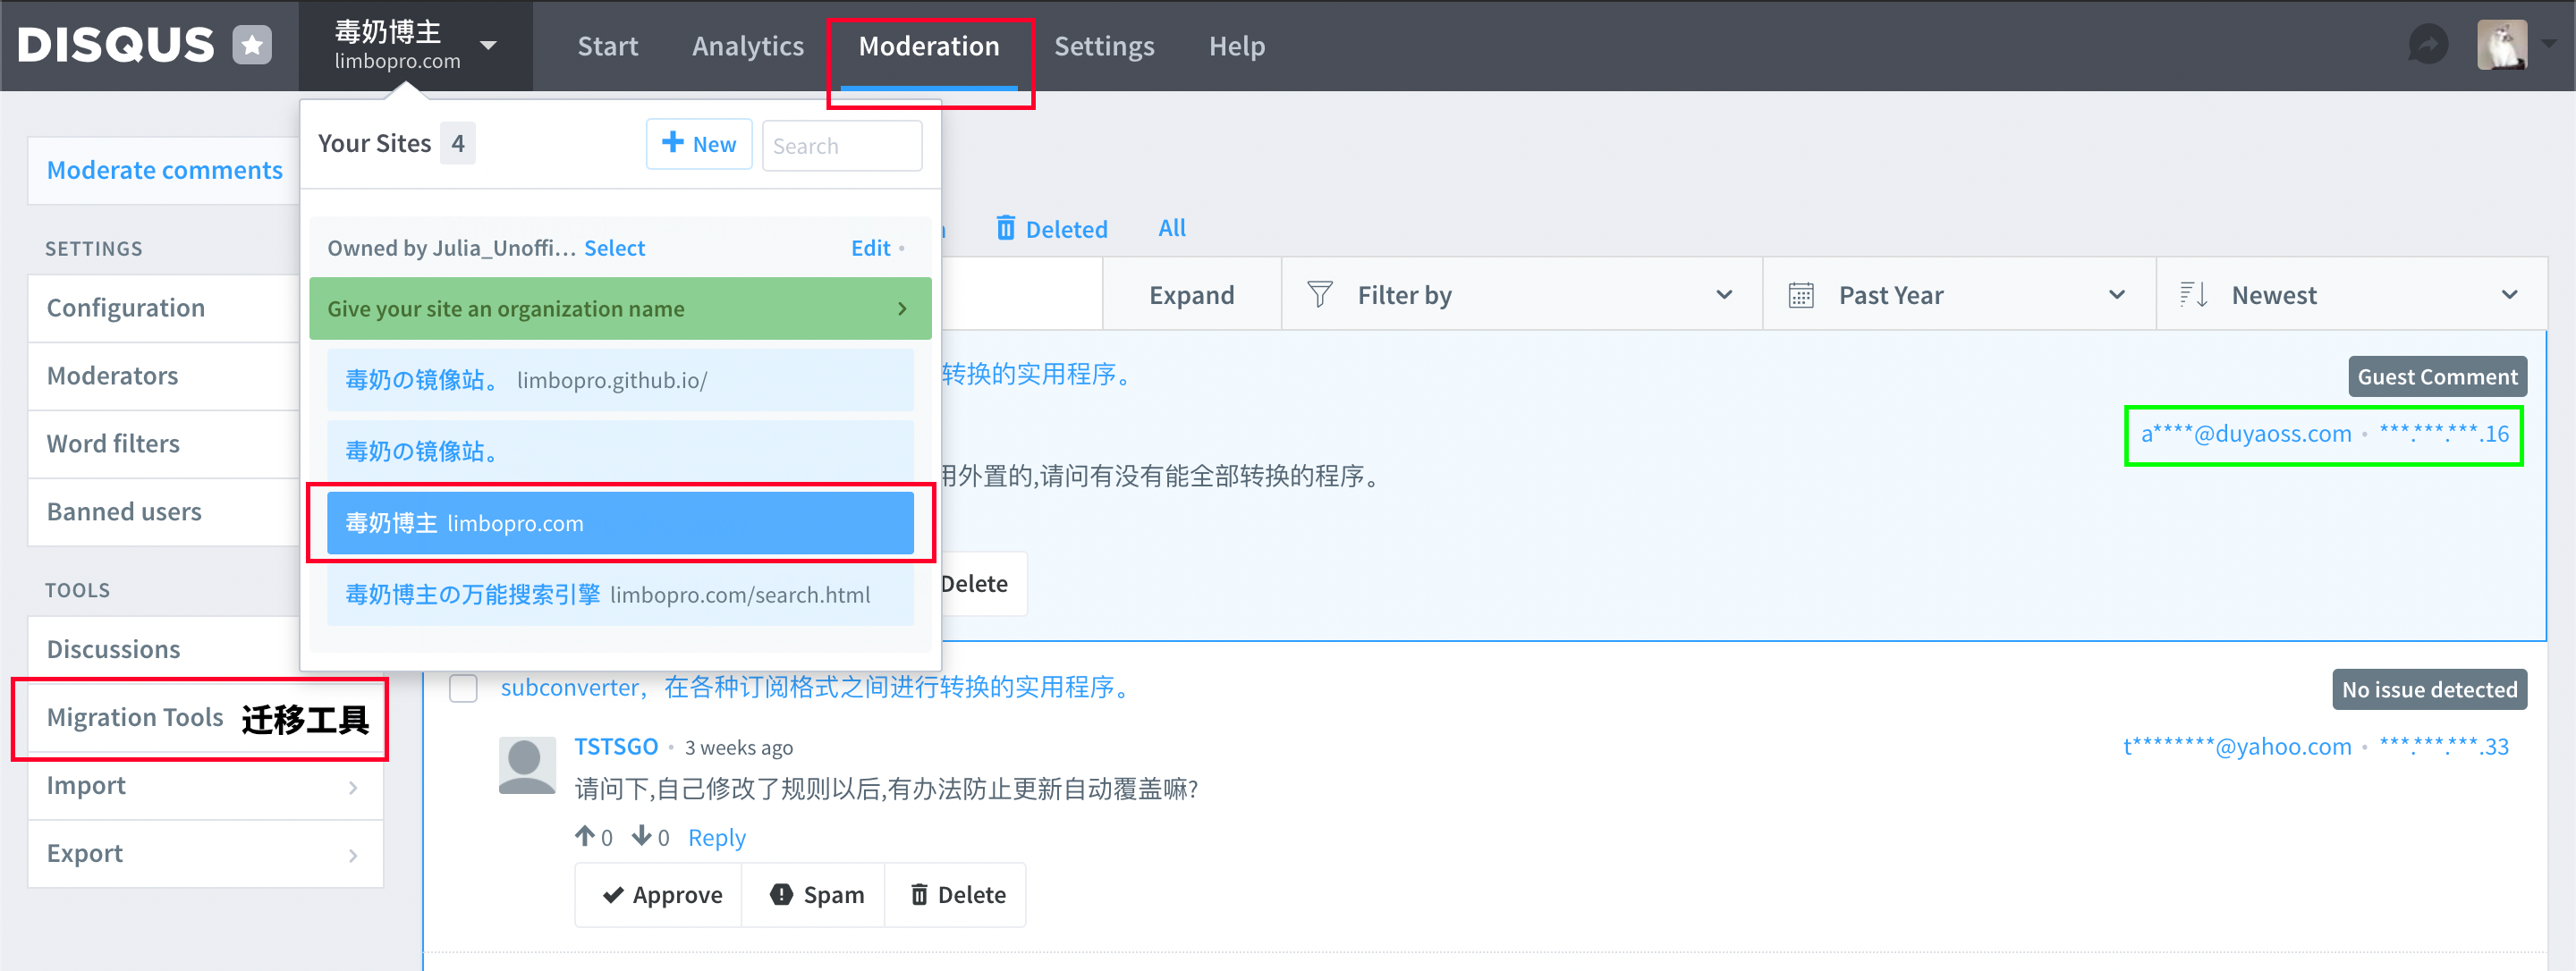 DISQUS
毒奶博主
limbopro.com
Start
Analytics
Moderation
Settings
Help
Your Sites 4
New
Search
Moderate comments
SETTINGS
Configuration
Moderators
Word filters
Banned users
TOOLS
Discussions
Migration Tools 迁移工具
Import
Export
Owned by Julia_Unoffi... Select
Edit
Give your site an organization name
毒奶の镜像站。 limbopro.github.io/
毒奶の镜像站。
毒奶博主 limbopro.com
毒奶博主の万能搜索引擎 limbopro.com/search.html
Deleted
All
Expand
Filter by
Past Year
Newest
转换的实用程序。
Guest Comment
a****@duyaoss.com • ***.***.***.16
用外置的,请问有没有能全部转换的程序。
Delete
subconverter，在各种订阅格式之间进行转换的实用程序。
No issue detected
TSTSGO • 3 weeks ago
t********@yahoo.com • ***.***.***.33
请问下,自己修改了规则以后,有办法防止更新自动覆盖嘛?
0
0
Reply
Approve
Spam
Delete